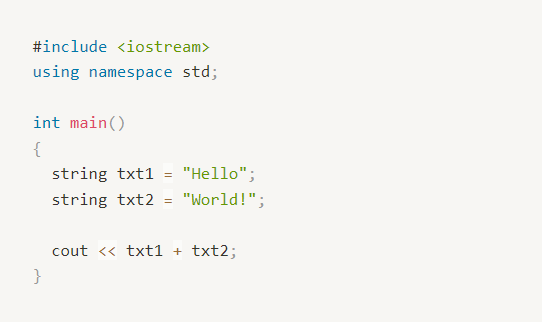 #include <iostream>
using namespace std;
int main()
{
string txt1 = "Hello";
string txt2 = "World!";
cout << txt1 + txt2;
}